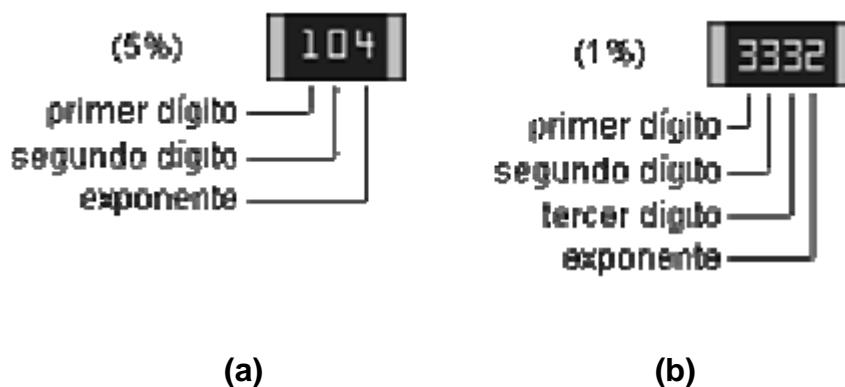 (5%) 104
primer dígito
segundo dígito
exponente
(a)
(1%) 3332
primer dígito
segundo dígito
tercer dígito
exponente
(b)